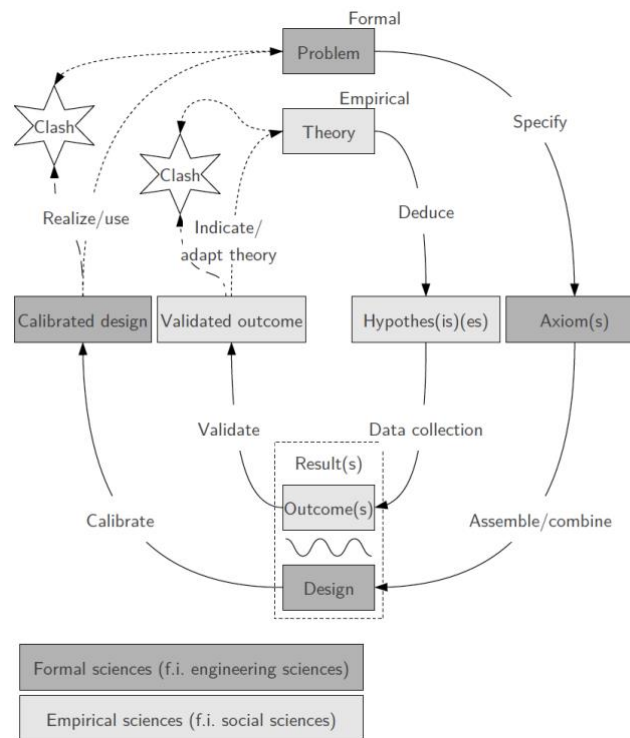 Formal
Problem
Empirical
Clash
Theory
Specify
Clash
Deduce
Realize/use
Indicate/
adapt theory
Calibrated design
Validated outcome
Hypothes(is)(es)
Axiom(s)
Validate
Data collection
Result(s)
Outcome(s)
Calibrate
Assemble/combine
Design
Formal sciences (f.i. engineering sciences)
Empirical sciences (f.i. social sciences)